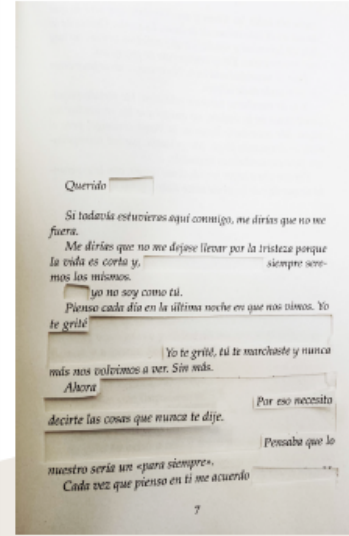 Querido
Si todavía estuvieras aquí conmigo, me dirías que no me
fuera.
Me dirías que no me dejase llevar por la tristeza porque
la vida es corta y, siempre sere-
mos los mismos.
yo no soy como tú.
Pienso cada día en la última noche en que nos vimos. Yo
te grité
Yo te grité, tú te marchaste y nunca
más nos volvimos a ver. Sin más.
Ahora
Por eso necesito
decirte las cosas que nunca te dije.
Pensaba que lo
nuestro sería un «para siempre».
Cada vez que pienso en ti me acuerdo
7